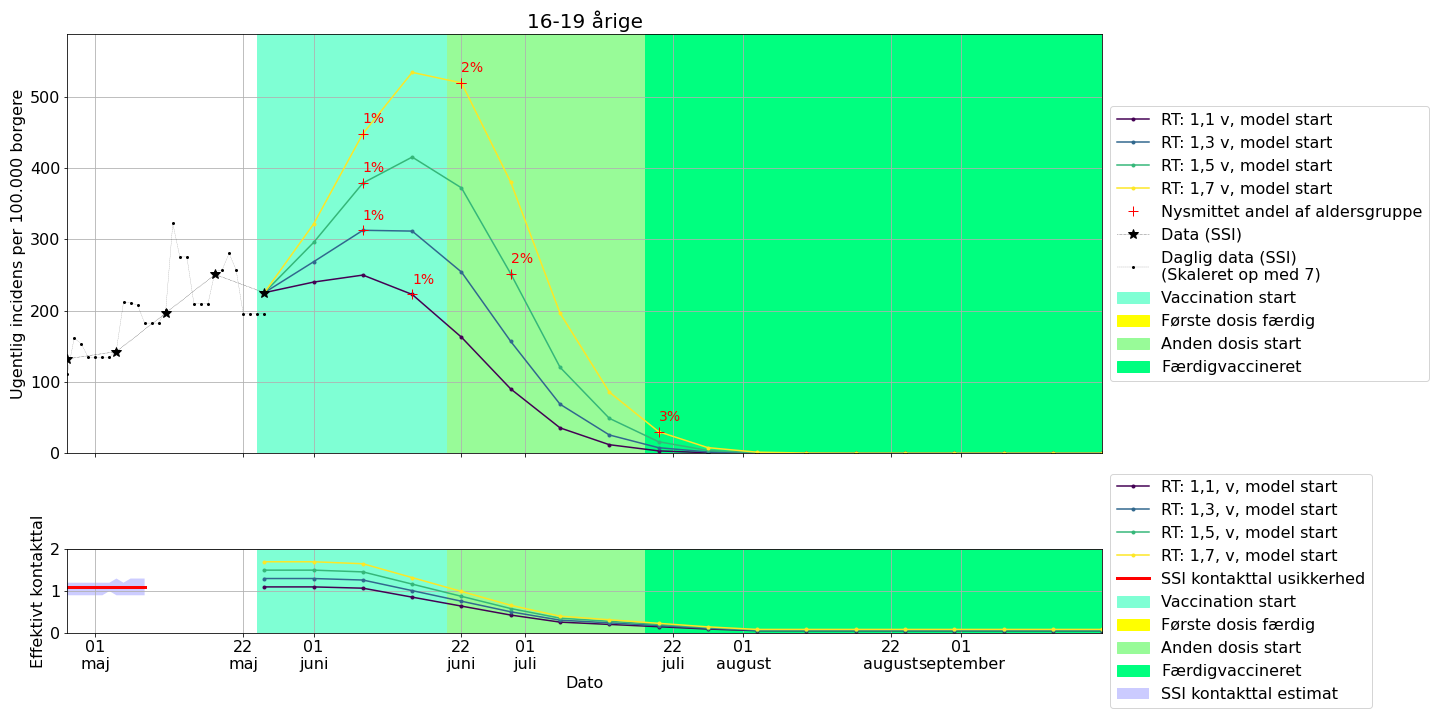 16-19 årige
Ugentlig incidens per 100.000 borgere
500
400
300
200
100
0
1%
1%
1%
1%
2%
2%
3%
RT: 1,1 v, model start
RT: 1,3 v, model start
RT: 1,5 v, model start
RT: 1,7 v, model start
Nysmittet andel af aldersgruppe
Data (SSI)
Daglig data (SSI)
(Skaleret op med 7)
Vaccination start
Første dosis færdig
Anden dosis start
Færdigvaccineret
Effektivt kontakttal
2
1
0
01 22 01 22 01 22 01 22 01
maj maj juni juni juli juli august august september
Dato
RT: 1,1, v, model start
RT: 1,3, v, model start
RT: 1,5, v, model start
RT: 1,7, v, model start
SSI kontakttal usikkerhed
Vaccination start
Første dosis færdig
Anden dosis start
Færdigvaccineret
SSI kontakttal estimat